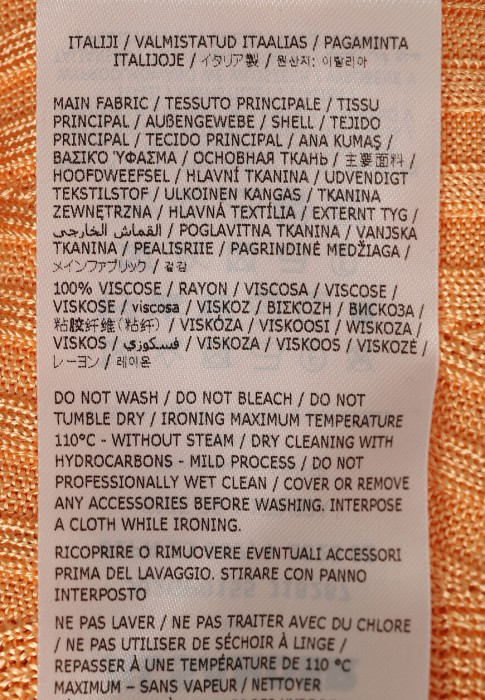 ITALIJI / VALMISTATUD ITAALIAS / PAGAMINTA
ITALIJOJE / イタリア製 / 원산지: 이탈리아
MAIN FABRIC / TESSUTO PRINCIPALE / TISSU
PRINCIPAL / AUßENGEWEBE / SHELL / TEJIDO
PRINCIPAL / TECIDO PRINCIPAL / ANA KUMAŞ /
ΒΑΣΙΚΌ ΎΦΑΣΜΑ / ОСНОВНАЯ ТКАНЬ / 主要面料 /
HOOFDWEEFSEL / HLAVNÍ TKANINA / UDVENDIGT
TEKSTILSTOF / ULKOINEN KANGAS / TKANINA
ZEWNĘTRZNA / HLAVNÁ TEXTÍLIA / EXTERNT TYG /
القماش الخارجي / POGLAVITNA TKANINA / VANJSKA
TKANINA / PEALISRIIE / PAGRINDINĖ MEDŽIAGA /
メインファブリック / 겉감
100% VISCOSE / RAYON / VISCOSA / VISCOSE /
VISKOSE / viscosa / VISKOZ / ΒΙΣΚΌΖΗ / ВИСКОЗА /
粘胶纤维(粘纤) / VISKÓZA / VISKOOSI / WISKOZA /
VISKOS / فسكوزي / VISKOZA / VISKOOS / VISKOZĖ /
レーヨン / 레이온
DO NOT WASH / DO NOT BLEACH / DO NOT
TUMBLE DRY / IRONING MAXIMUM TEMPERATURE
110°C - WITHOUT STEAM / DRY CLEANING WITH
HYDROCARBONS - MILD PROCESS / DO NOT
PROFESSIONALLY WET CLEAN / COVER OR REMOVE
ANY ACCESSORIES BEFORE WASHING. INTERPOSE
A CLOTH WHILE IRONING.
RICOPRIRE O RIMUOVERE EVENTUALI ACCESSORI
PRIMA DEL LAVAGGIO. STIRARE CON PANNO
INTERPOSTO
NE PAS LAVER / NE PAS TRAITER AVEC DU CHLORE
/ NE PAS UTILISER DE SÉCHOIR À LINGE /
REPASSER À UNE TEMPÉRATURE DE 110 °C
MAXIMUM – SANS VAPEUR / NETTOYER